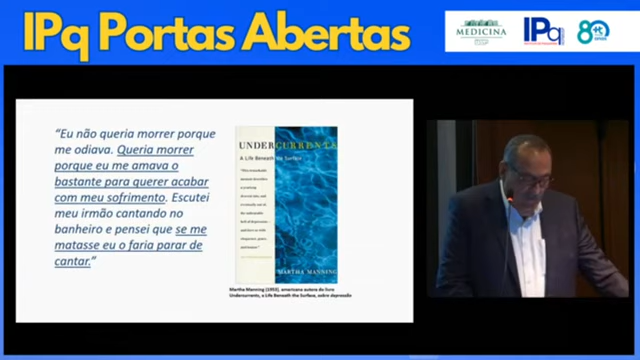 IPq Portas Abertas
MEDICINA
USP
IPq
80
anos
“Eu não queria morrer porque
me odiava. Queria morrer
porque eu me amava o
bastante para querer acabar
com meu sofrimento. Escutei
meu irmão cantando no
banheiro e pensei que se me
matasse eu o faria parar de
cantar.”
UNDERCURRENTS
A Life Beneath the Surface
MARTHA MANNING
Martha Manning (1953), americana autora do livro
Undercurrents, a Life Beneath the Surface, sobre depressão